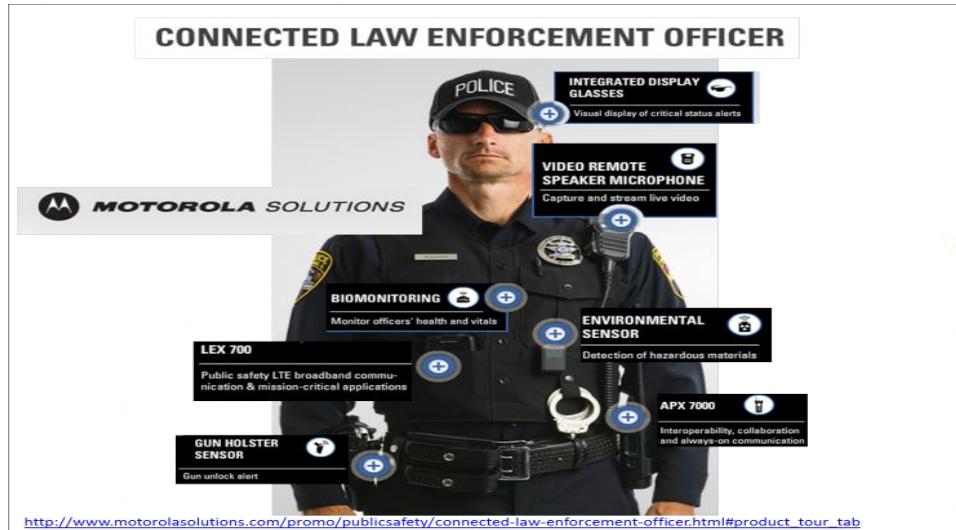 CONNECTED LAW ENFORCEMENT OFFICER
POLICE
INTEGRATED DISPLAY
GLASSES
Visual display of critical status alerts
VIDEO REMOTE
SPEAKER MICROPHONE
Capture and stream live video
MOTOROLA SOLUTIONS
BIOMONITORING
Monitor officers' health and vitals
ENVIRONMENTAL
SENSOR
Detection of hazardous materials
LEX 700
Public safety LTE broadband commu-
nication & mission-critical applications
APX 7000
Interoperability, collaboration
and always-on communication
GUN HOLSTER
SENSOR
Gun unlock alert
http://www.motorolasolutions.com/promo/publicsafety/connected-law-enforcement-officer.html#product_tour_tab